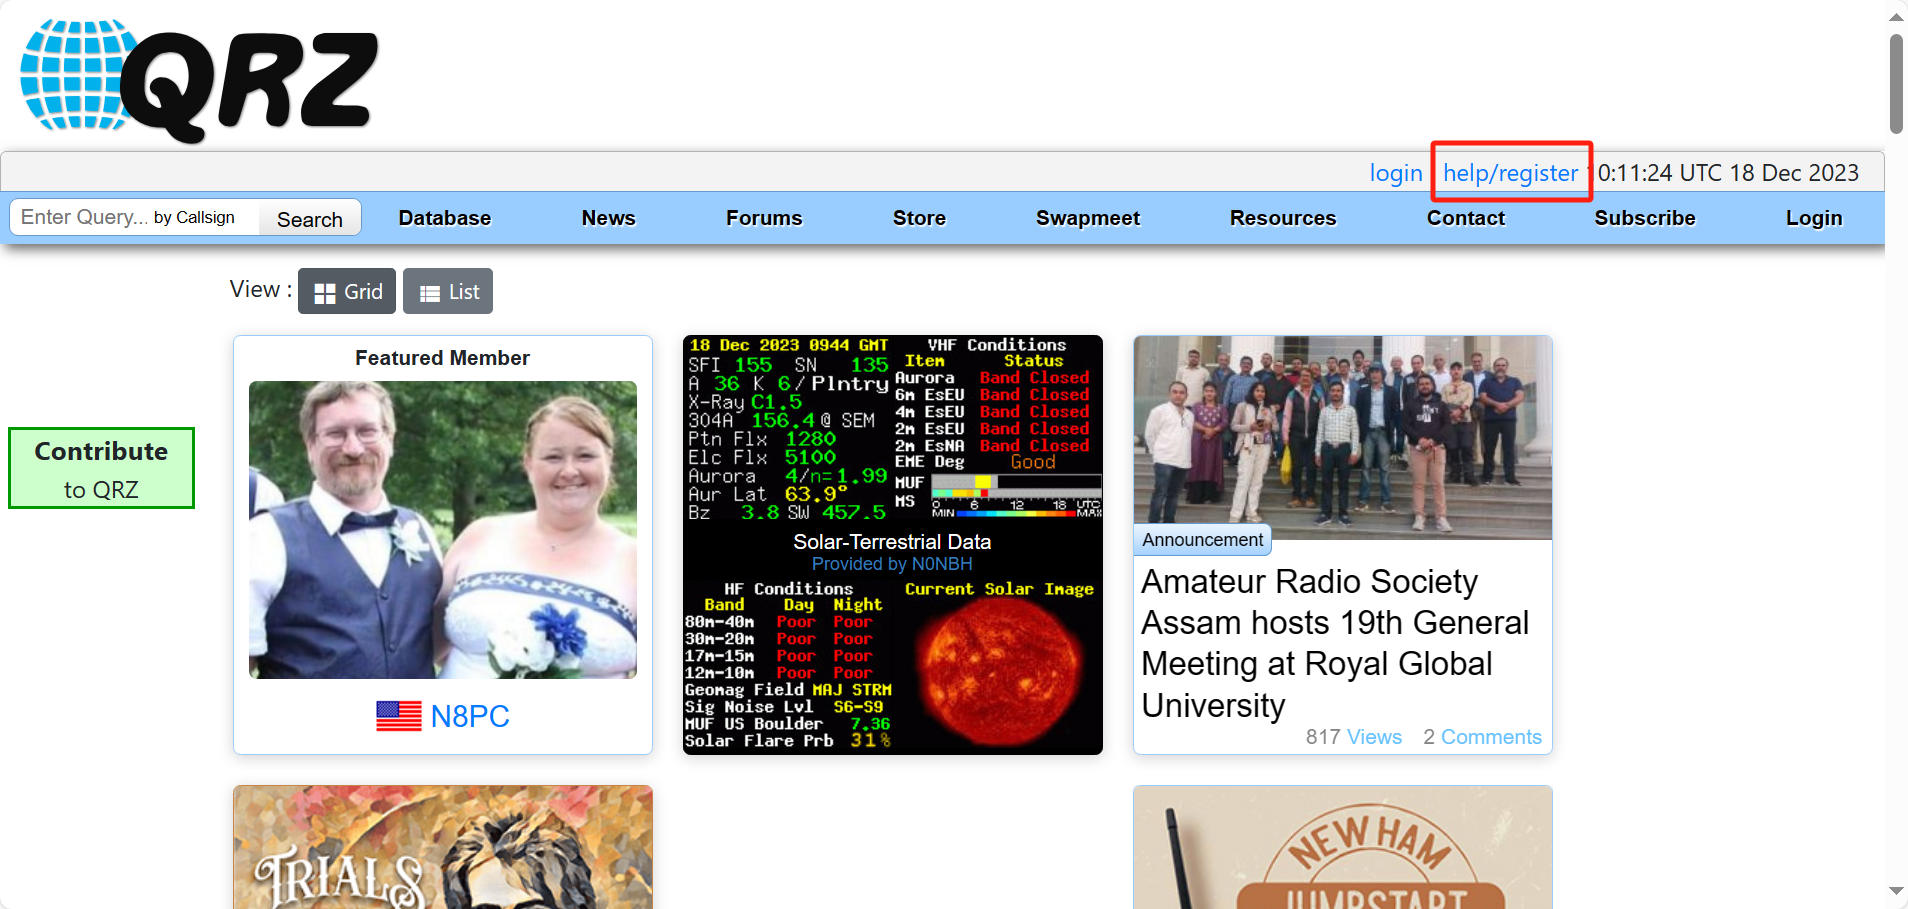 QRZ
login help/register 0:11:24 UTC 18 Dec 2023
Enter Query... by Callsign Search Database News Forums Store Swapmeet Resources Contact Subscribe Login
View : Grid List
Featured Member
N8PC
Contribute
to QRZ
18 Dec 2023 0944 GMT
SFI 155 SN 135
A 36 K 6/Plntry
X-Ray C1.5
304A 156.4@ SEM
Ptn Flx 1280
Elc Flx 5100
Aurora 4/n=1.99
Aur Lat 63.9°
Bz 3.8 SW 457.5
VHF Conditions
Item Status
Aurora Band Closed
6m EsEU Band Closed
4m EsEU Band Closed
2m EsEU Band Closed
2m EsNA Band Closed
EME Deg Good
MUF
MS
0 6 12 18 UTC
MIN MAX
Solar-Terrestrial Data
Provided by N0NBH
HF Conditions
Band Day Night
80m-40m Poor Poor
30m-20m Poor Poor
17m-15m Poor Poor
12m-10m Poor Poor
Geomag Field MAJ STRM
Sig Noise Lvl S6-S9
MUF US Boulder 7.36
Solar Flare Prb 31%
Current Solar Image
Announcement
Amateur Radio Society
Assam hosts 19th General
Meeting at Royal Global
University
817 Views 2 Comments
TRIALS
NEW HAM
JUMPSTART